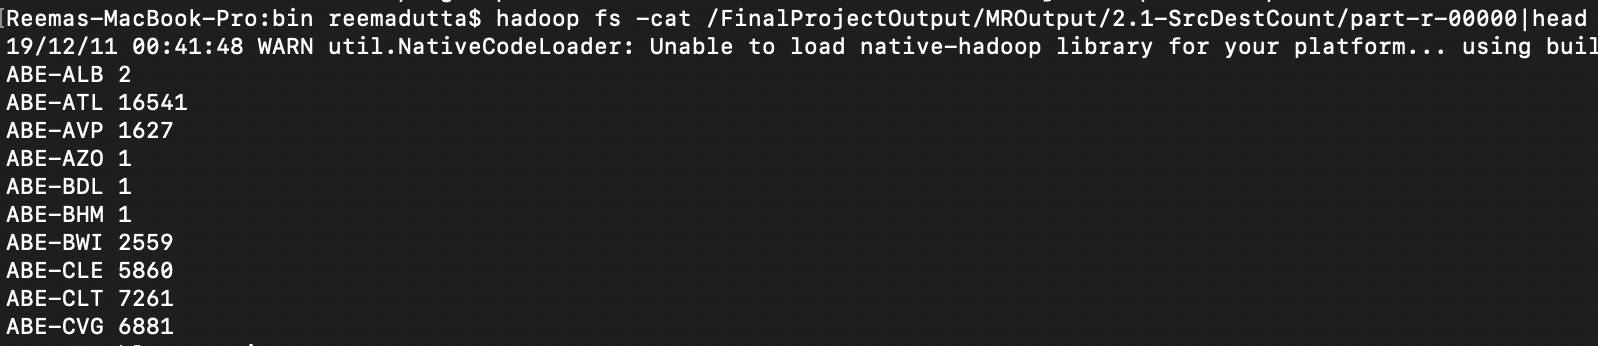 Reemas-MacBook-Pro:bin reemadutta$ hadoop fs -cat /FinalProjectOutput/MROutput/2.1-SrcDestCount/part-r-00000|head
19/12/11 00:41:48 WARN util.NativeCodeLoader: Unable to load native-hadoop library for your platform... using buil
ABE-ALB 2
ABE-ATL 16541
ABE-AVP 1627
ABE-AZO 1
ABE-BDL 1
ABE-BHM 1
ABE-BWI 2559
ABE-CLE 5860
ABE-CLT 7261
ABE-CVG 6881